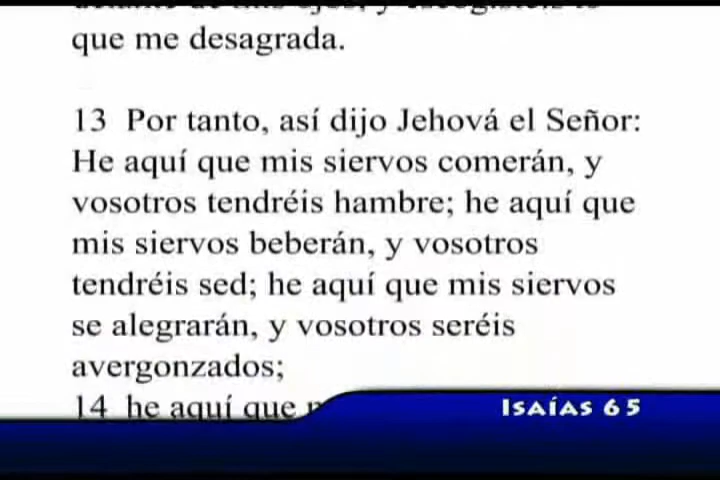 que me desagrada.
13 Por tanto, así dijo Jehová el Señor:
He aquí que mis siervos comerán, y
vosotros tendréis hambre; he aquí que
mis siervos beberán, y vosotros
tendréis sed; he aquí que mis siervos
se alegrarán, y vosotros seréis
avergonzados;
14 he aquí que
ISAÍAS 65